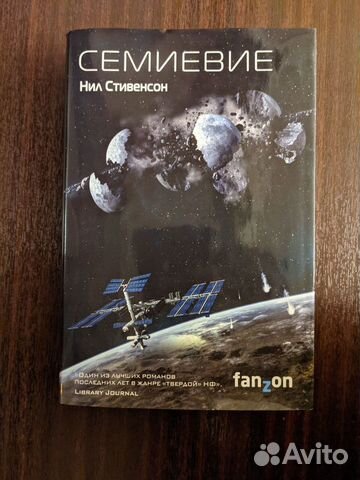 СЕМИЕВИЕ
Нил Стивенсон
«Один из лучших романов
последних лет в жанре «твердой» НФ».
Library Journal
fanzon
Avito